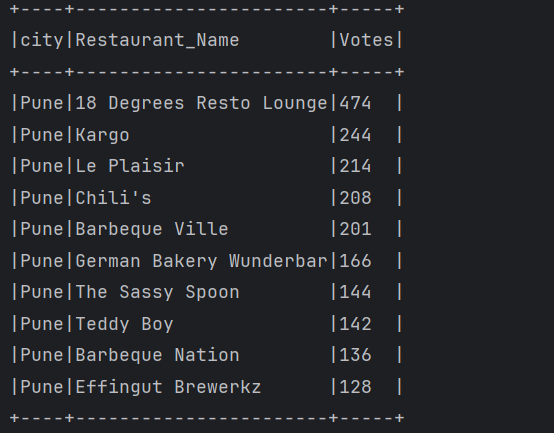 +----+-----------------------+-----+
|city|Restaurant_Name        |Votes|
+----+-----------------------+-----+
|Pune|18 Degrees Resto Lounge|474  |
|Pune|Kargo                  |244  |
|Pune|Le Plaisir             |214  |
|Pune|Chili's                |208  |
|Pune|Barbeque Ville         |201  |
|Pune|German Bakery Wunderbar|166  |
|Pune|The Sassy Spoon        |144  |
|Pune|Teddy Boy              |142  |
|Pune|Barbeque Nation        |136  |
|Pune|Effingut Brewerkz      |128  |
+----+-----------------------+-----+